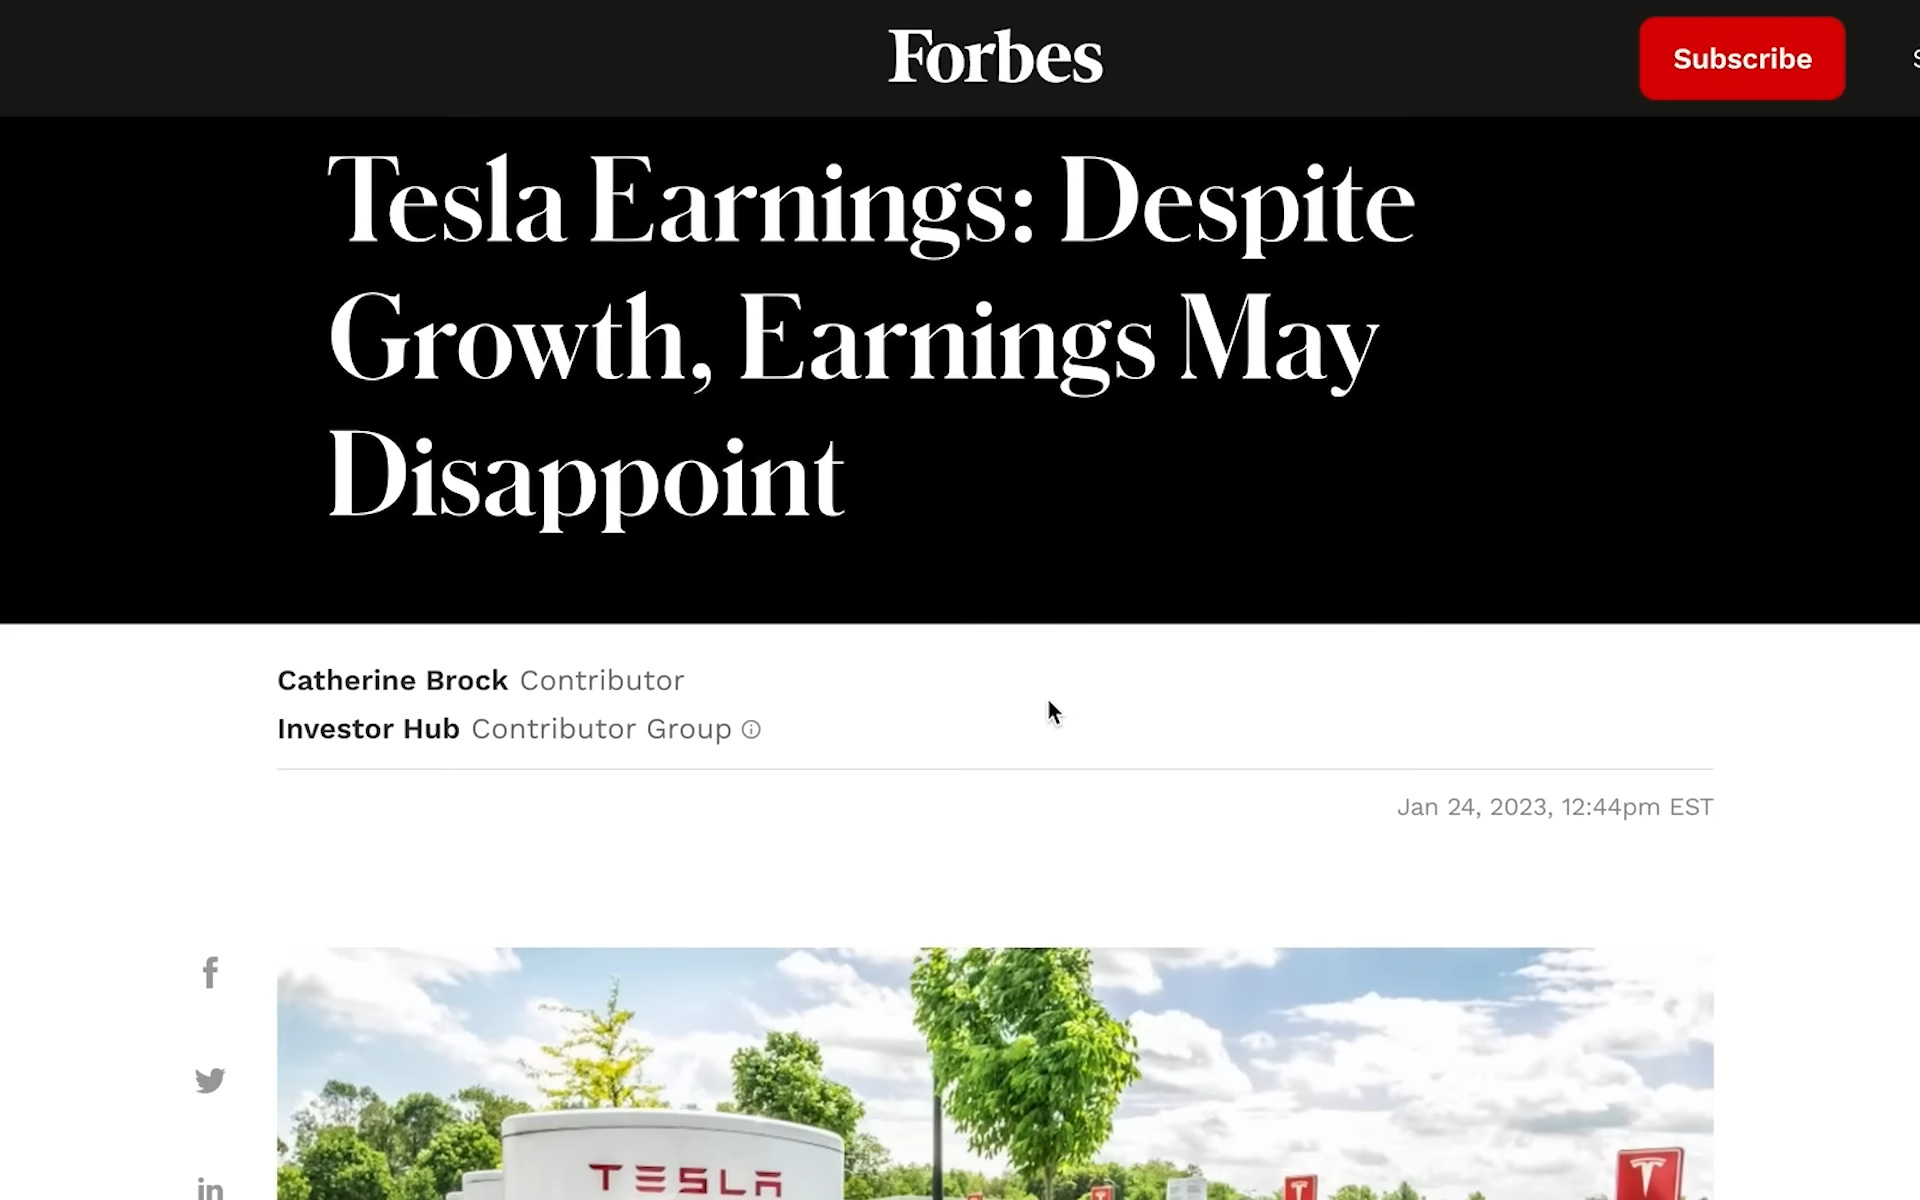 Forbes
Subscribe
S
Tesla Earnings: Despite
Growth, Earnings May
Disappoint
Catherine Brock Contributor
Investor Hub Contributor Group
Jan 24, 2023, 12:44pm EST
f
in
TESLA